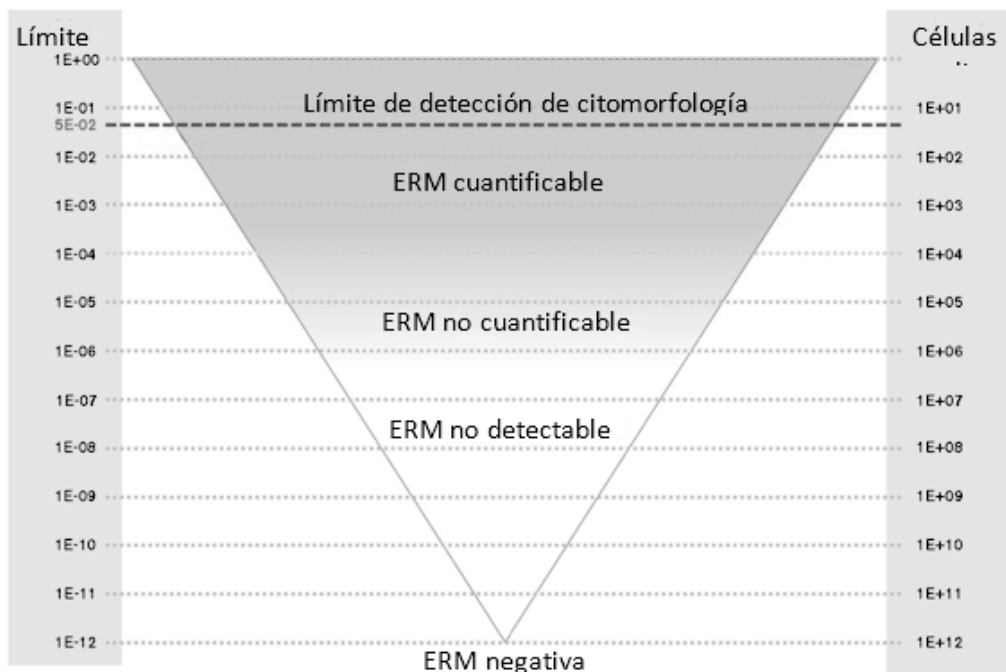 Límite
Células
1E+00
Límite de detección de citomorfología
1E-01
1E+01
5E-02
1E-02
1E+02
ERM cuantificable
1E-03
1E+03
1E-04
1E+04
1E-05
1E+05
ERM no cuantificable
1E-06
1E+06
1E-07
1E+07
ERM no detectable
1E-08
1E+08
1E-09
1E+09
1E-10
1E+10
1E-11
1E+11
1E-12
1E+12
ERM negativa